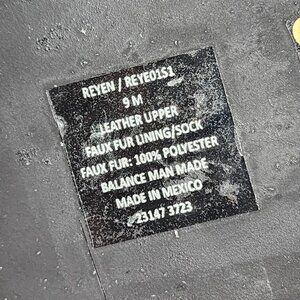 REYEN / REYE01S1
9 M
LEATHER UPPER
FAUX FUR LINING/SOCK
FAUX FUR: 100% POLYESTER
BALANCE MAN MADE
MADE IN MEXICO
23147 3723